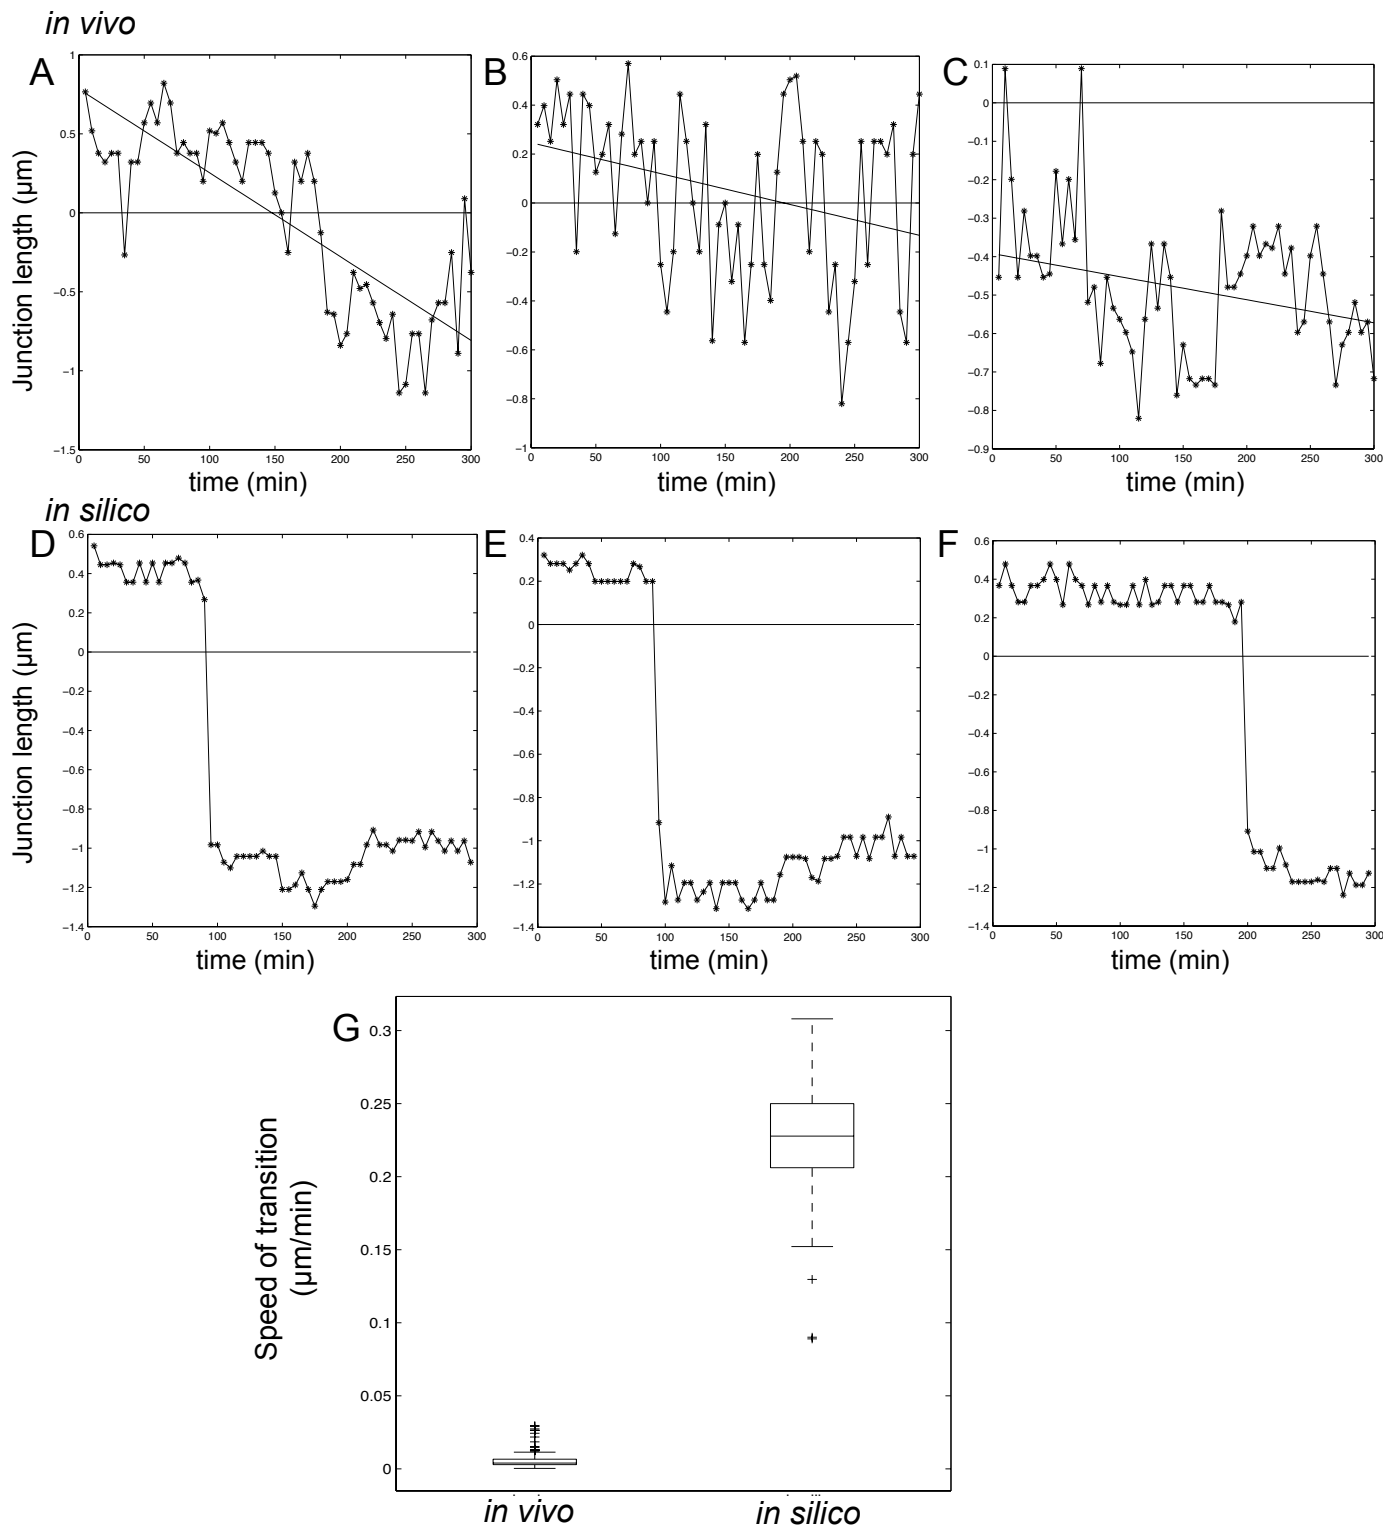 in vivo
A
B
C
1
0.5
0
−0.5
−1
−1.5
0.6
0.4
0.2
0
−0.2
−0.4
−0.6
−0.8
−1
0.1
0
−0.1
−0.2
−0.3
−0.4
−0.5
−0.6
−0.7
−0.8
−0.9
Junction length (µm)
0 50 100 150 200 250 300
0 50 100 150 200 250 300
0 50 100 150 200 250 300
time (min)
time (min)
time (min)
in silico
D
E
F
0.6
0.4
0.2
0
−0.2
−0.4
−0.6
−0.8
−1
−1.2
−1.4
0.4
0.2
0
−0.2
−0.4
−0.6
−0.8
−1
−1.2
−1.4
0.6
0.4
0.2
0
−0.2
−0.4
−0.6
−0.8
−1
−1.2
−1.4
Junction length (µm)
0 50 100 150 200 250 300
0 50 100 150 200 250 300
0 50 100 150 200 250 300
time (min)
time (min)
time (min)
G
0.3
0.25
0.2
0.15
0.1
0.05
0
Speed of transition
(µm/min)
in vivo
in silico